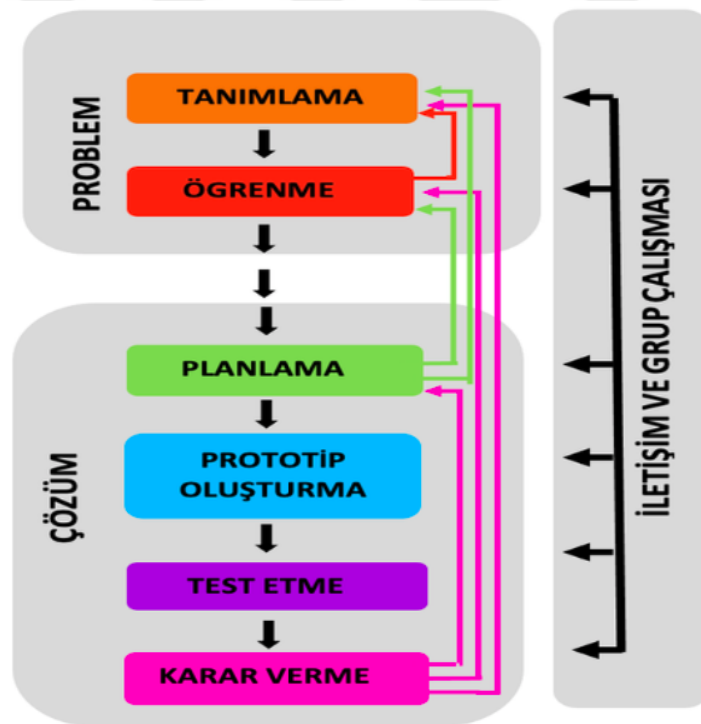 PROBLEM
TANIMLAMA
ÖGRENME
ÇÖZÜM
PLANLAMA
PROTOTİP
OLUŞTURMA
TEST ETME
KARAR VERME
İLETİŞİM VE GRUP ÇALIŞMASI